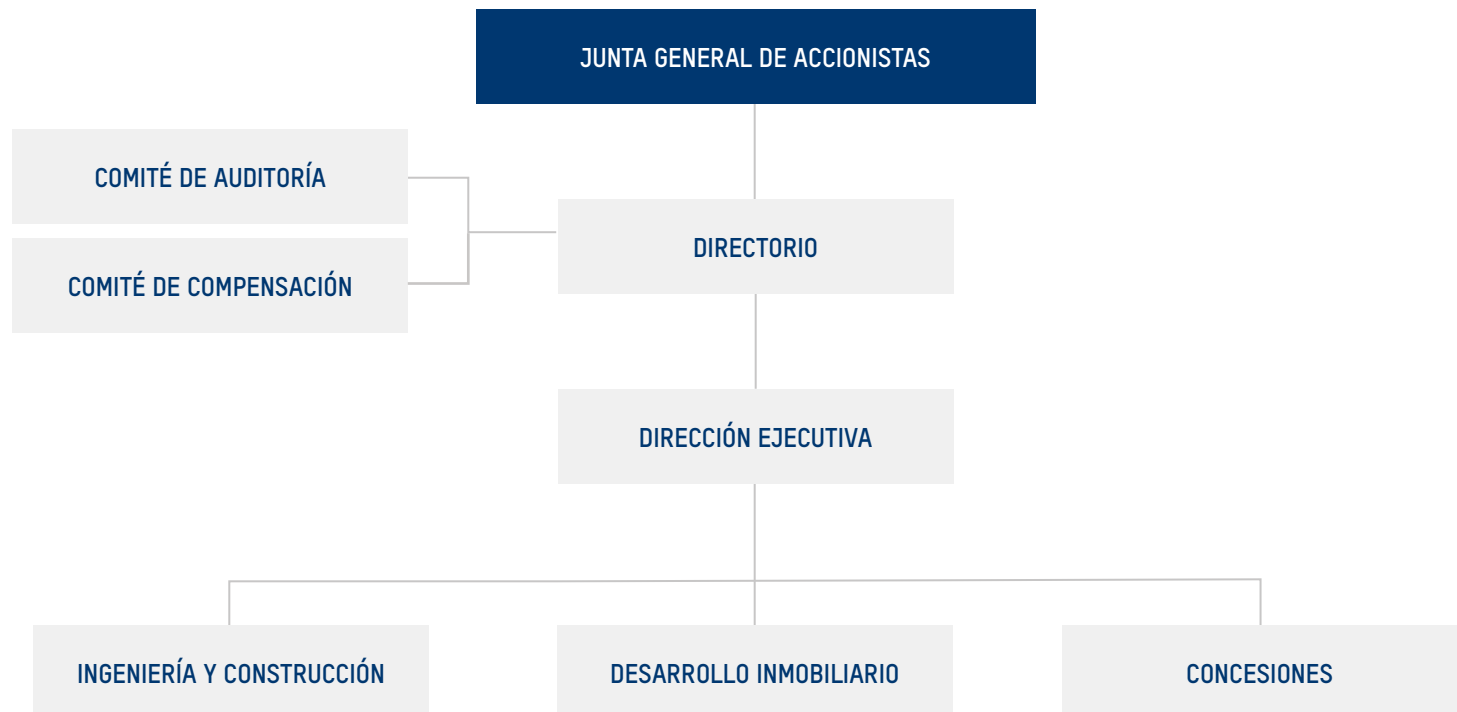 JUNTA GENERAL DE ACCIONISTAS
COMITÉ DE AUDITORÍA
COMITÉ DE COMPENSACIÓN
DIRECTORIO
DIRECCIÓN EJECUTIVA
INGENIERÍA Y CONSTRUCCIÓN
DESARROLLO INMOBILIARIO
CONCESIONES